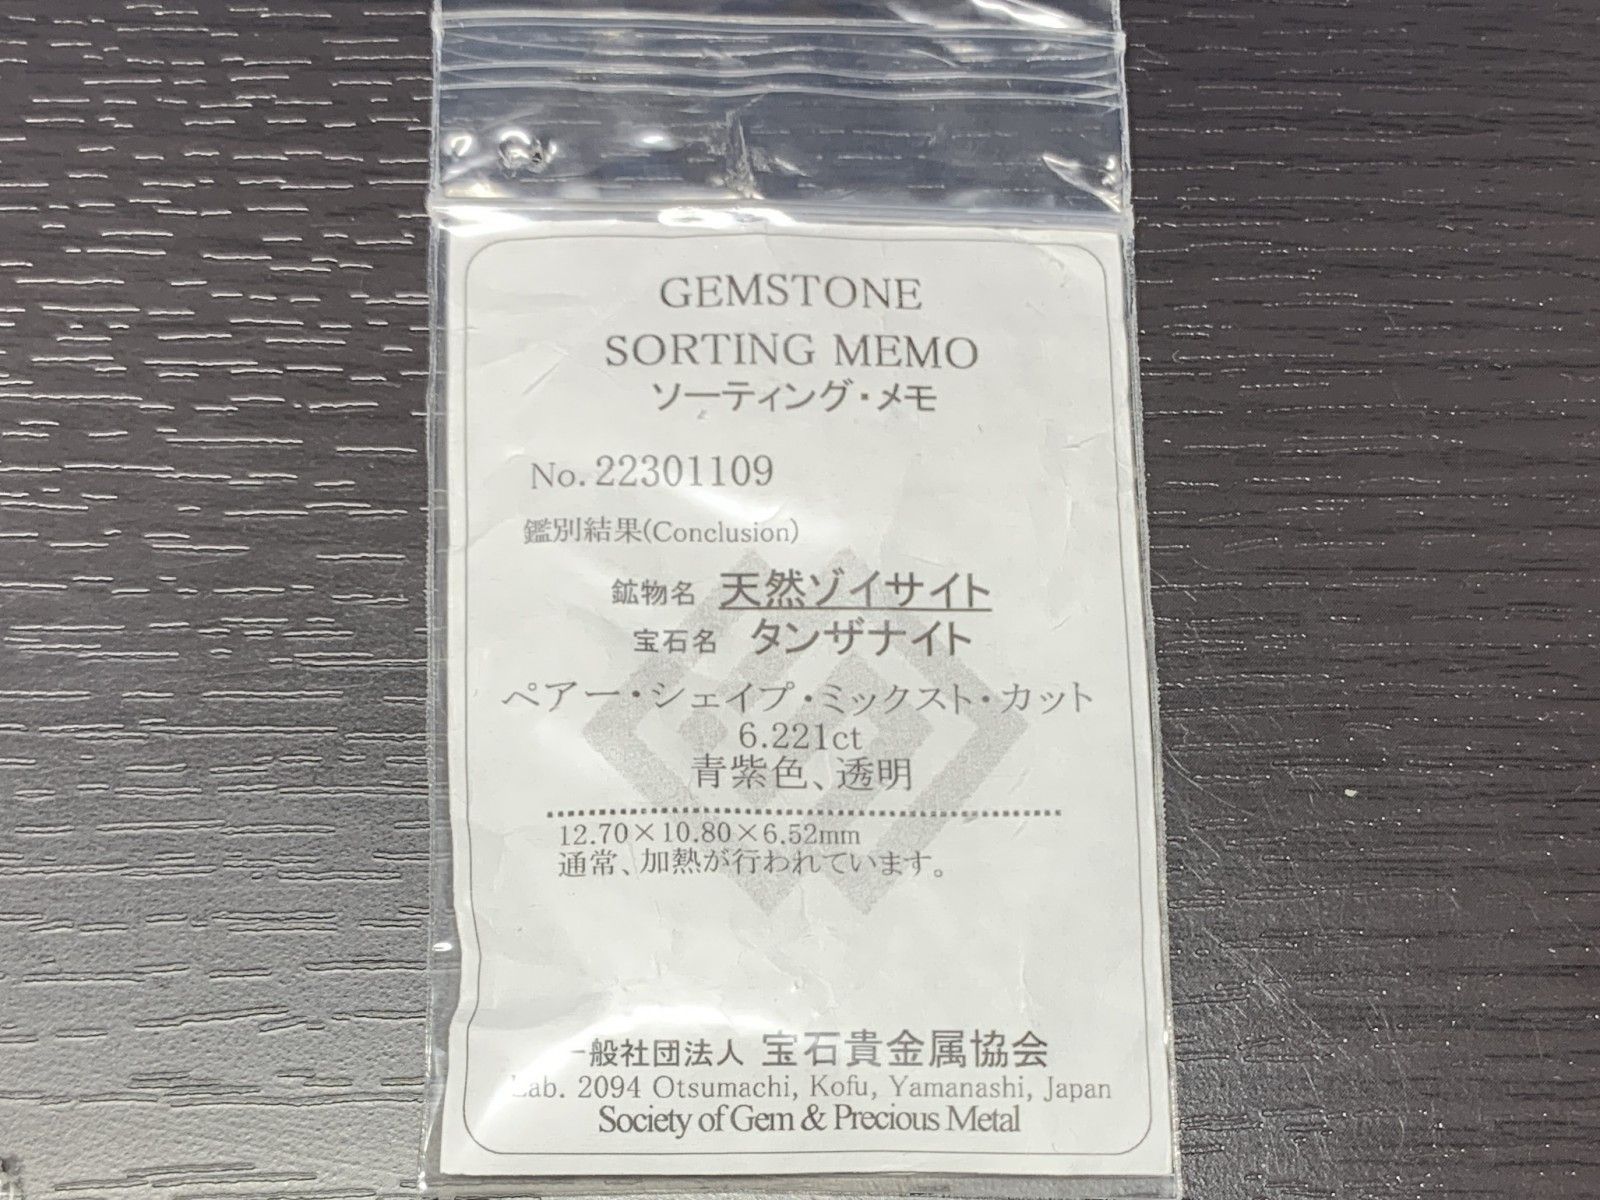 GEMSTONE
SORTING MEMO
ソーティング・メモ
No. 22301109
鑑別結果(Conclusion)
鉱物名 天然ゾイサイト
宝石名 タンザナイト
ペアー・シェイプ・ミックスト・カット
6.221ct
青紫色、透明
12.70×10.80×6.52mm
通常、加熱が行われています。
一般社団法人 宝石貴金属協会
Lab. 2094 Otsumachi, Kofu, Yamanashi, Japan
Society of Gem & Precious Metal